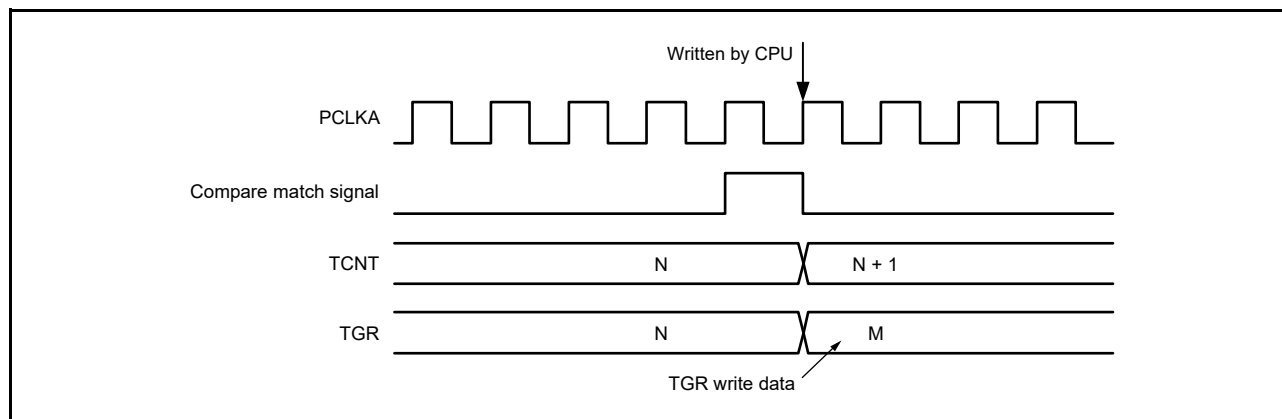 Written by CPU
PCLKA
Compare match signal
TCNT
N
N + 1
TGR
N
M
TGR write data